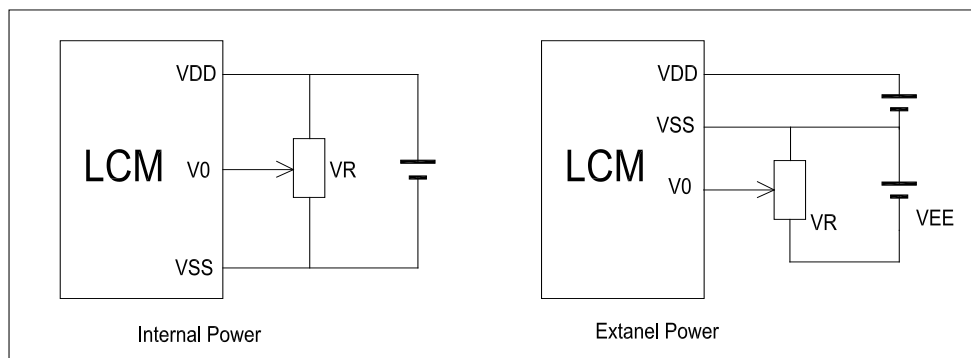 VDD
LCM
V0
VR
VSS
Internal Power
VDD
VSS
LCM
V0
VR
VEE
Extanel Power